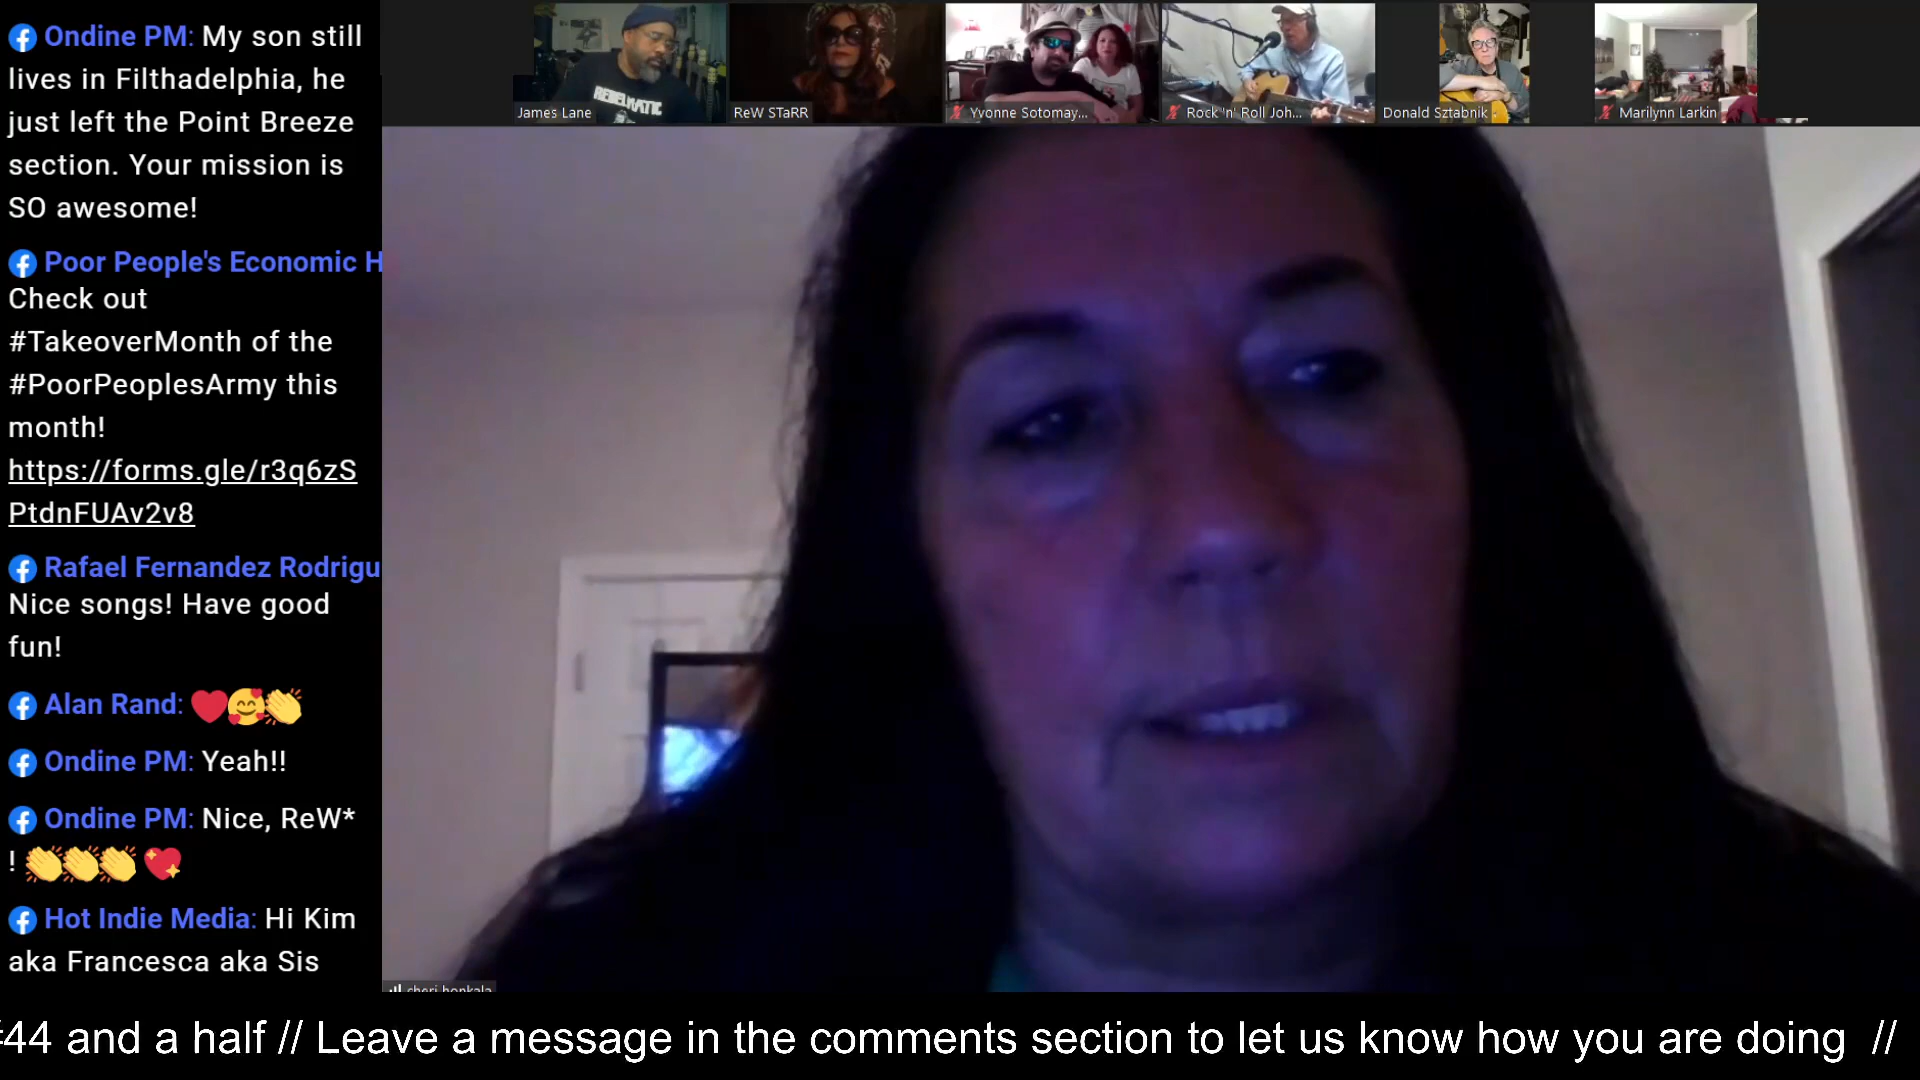 Ondine PM: My son still
lives in Filthadelphia, he
just left the Point Breeze
section. Your mission is
SO awesome!
Poor People's Economic H
Check out
#TakeoverMonth of the
#PoorPeoplesArmy this
month!
https://forms.gle/r3q6zS
PtdnFUAv2v8
Rafael Fernandez Rodrigu
Nice songs! Have good
fun!
Alan Rand: ❤️🥰👏
Ondine PM: Yeah!!
Ondine PM: Nice, ReW*
! 👏👏👏 💖
Hot Indie Media: Hi Kim
aka Francesca aka Sis
REBELMATIC
James Lane
ReW STaRR
Yvonne Sotomay...
Rock 'n' Roll Joh...
Donald Sztabnik
Marilynn Larkin
cheri honkala
#44 and a half // Leave a message in the comments section to let us know how you are doing //